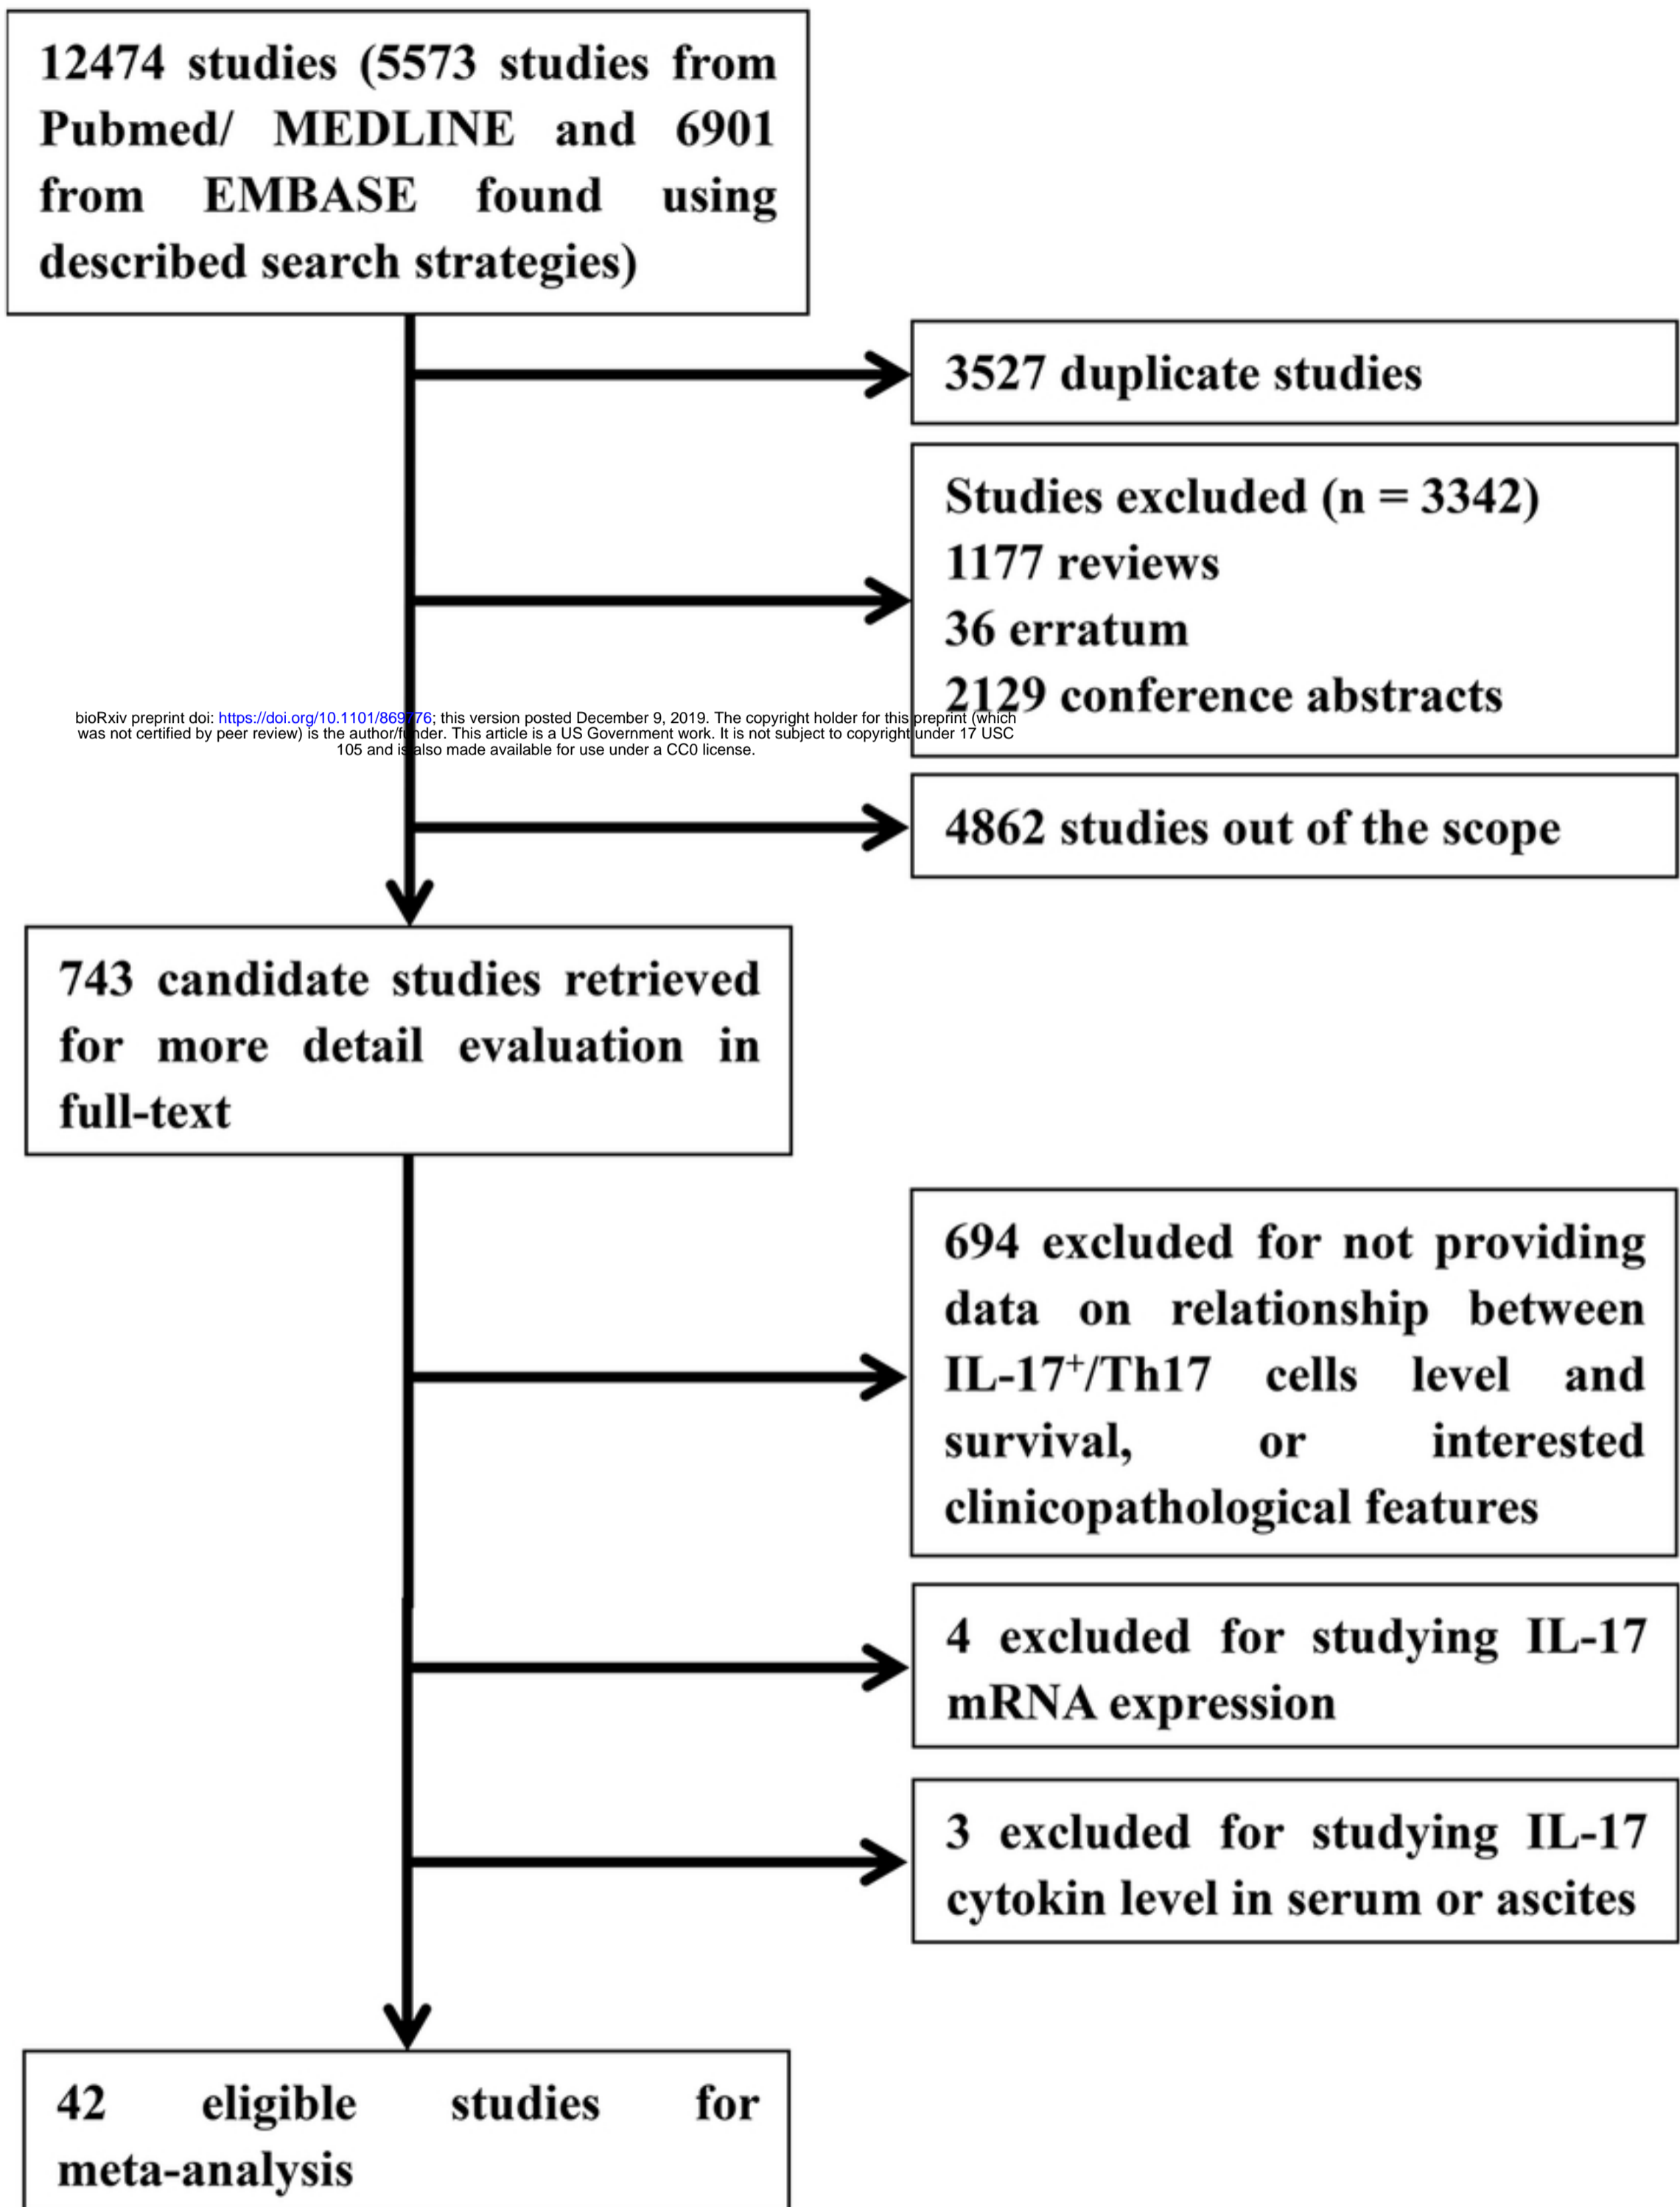 12474 studies (5573 studies from
Pubmed/ MEDLINE and 6901
from EMBASE found using
described search strategies)
3527 duplicate studies
Studies excluded (n = 3342)
1177 reviews
36 erratum
2129 conference abstracts
bioRxiv preprint doi: https://doi.org/10.1101/869776; this version posted December 9, 2019. The copyright holder for this preprint (which
was not certified by peer review) is the author/funder. This article is a US Government work. It is not subject to copyright under 17 USC
105 and is also made available for use under a CC0 license.
4862 studies out of the scope
743 candidate studies retrieved
for more detail evaluation in
full-text
694 excluded for not providing
data on relationship between
IL-17⁺/Th17 cells level and
survival, or interested
clinicopathological features
4 excluded for studying IL-17
mRNA expression
3 excluded for studying IL-17
cytokin level in serum or ascites
42 eligible studies for
meta-analysis